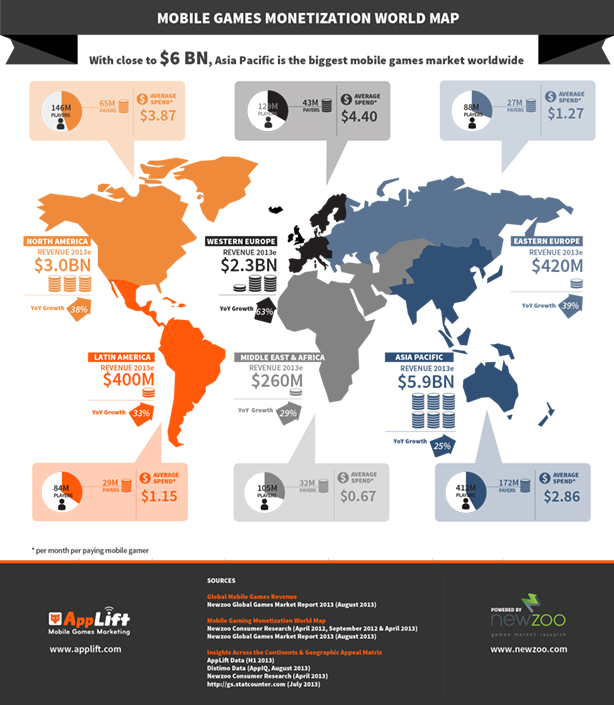 MOBILE GAMES MONETIZATION WORLD MAP
With close to $6 BN, Asia Pacific is the biggest mobile games market worldwide
146M
PLAYERS
65M
PAYERS
AVERAGE
SPEND*
$3.87
129M
PLAYERS
43M
PAYERS
AVERAGE
SPEND*
$4.40
88M
PLAYERS
27M
PAYERS
AVERAGE
SPEND*
$1.27
NORTH AMERICA
REVENUE 2013e
$3.0BN
YoY Growth 38%
WESTERN EUROPE
REVENUE 2013e
$2.3BN
YoY Growth 63%
EASTERN EUROPE
REVENUE 2013e
$420M
YoY Growth 39%
LATIN AMERICA
REVENUE 2013e
$400M
YoY Growth 33%
MIDDLE EAST & AFRICA
REVENUE 2013e
$260M
YoY Growth 29%
ASIA PACIFIC
REVENUE 2013e
$5.9BN
YoY Growth 25%
84M
PLAYERS
29M
PAYERS
AVERAGE
SPEND*
$1.15
105M
PLAYERS
32M
PAYERS
AVERAGE
SPEND*
$0.67
412M
PLAYERS
172M
PAYERS
AVERAGE
SPEND*
$2.86
* per month per paying mobile gamer
AppLift
Mobile Games Marketing
www.applift.com
SOURCES
Global Mobile Games Revenue
Newzoo Global Games Market Report 2013 (August 2013)
Mobile Gaming Monetization World Map
Newzoo Consumer Research (April 2012, September 2012 & April 2013)
Newzoo Global Games Market Report 2013 (August 2013)
Insights Across the Continents & Geographic Appeal Matrix
AppLift Data (H1 2013)
Distimo Data (AppIQ, August 2013)
Newzoo Consumer Research (April 2013)
http://gs.statcounter.com (July 2013)
POWERED BY
newzoo
games market research
www.newzoo.com